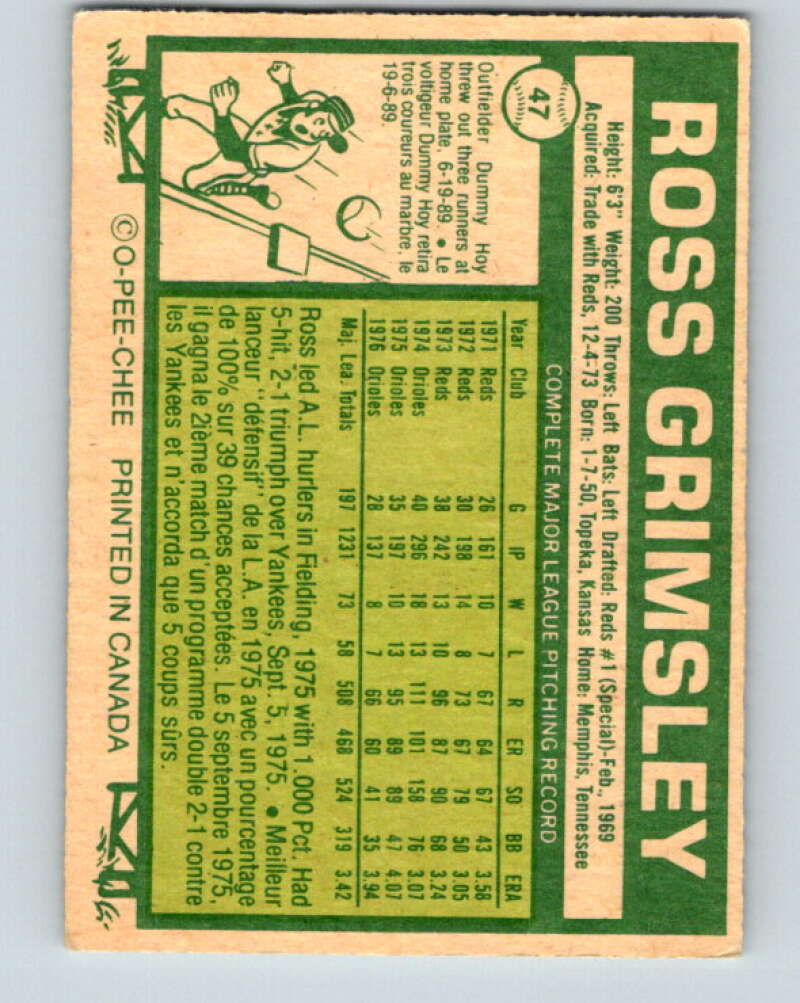 ROSS GRIMSLEY
47
Height: 6'3" Weight: 200 Throws: Left Bats: Left Drafted: Reds #1 (Special)-Feb., 1969
Acquired: Trade with Reds, 12-4-73 Born: 1-7-50, Topeka, Kansas Home: Memphis, Tennessee
COMPLETE MAJOR LEAGUE PITCHING RECORD
Year Club G IP W L R ER SO BB ERA
1971 Reds 26 161 10 7 67 64 67 43 3.58
1972 Reds 30 198 14 8 73 67 79 50 3.05
1973 Reds 38 242 13 10 96 87 90 68 3.24
1974 Orioles 40 296 18 13 111 101 158 76 3.07
1975 Orioles 35 197 10 13 95 89 89 47 4.07
1976 Orioles 28 137 8 7 66 60 41 35 3.94
Maj. Lea. Totals 197 1231 73 58 508 468 524 319 3.42
Ross led A.L. hurlers in Fielding, 1975 with 1.000 Pct. Had
5-hit, 2-1 triumph over Yankees, Sept. 5, 1975. • Meilleur
lanceur "défensif" de la L.A. en 1975 avec un pourcentage
de 100% sur 39 chances acceptées. Le 5 septembre 1975,
il gagna le 2ième match d'un programme double 2-1 contre
les Yankees et n'accorda que 5 coups sûrs.
Outfielder Dummy Hoy
threw out three runners at
home plate, 6-19-89. • Le
voltigeur Dummy Hoy retira
trois coureurs au marbre, le
19-6-89.
© O-PEE-CHEE PRINTED IN CANADA